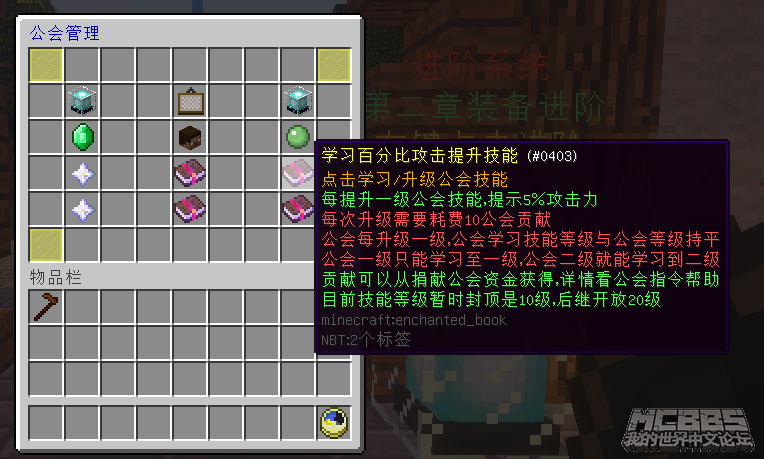 公会管理
进阶系统
第二章装备进阶
学习百分比攻击提升技能 (#0403)
点击学习/升级公会技能
每提升一级公会技能,提示5%攻击力
每次升级需要耗费10公会贡献
公会每升级一级,公会学习技能等级与公会等级持平
公会一级只能学习至一级,公会二级就能学习到二级
贡献可以从捐献公会资金获得,详情看公会指令帮助
目前技能等级暂时封顶是10级,后继开放20级
minecraft:enchanted_book
NBT:2个标签
物品栏
MCBBS
我的世界中文论坛